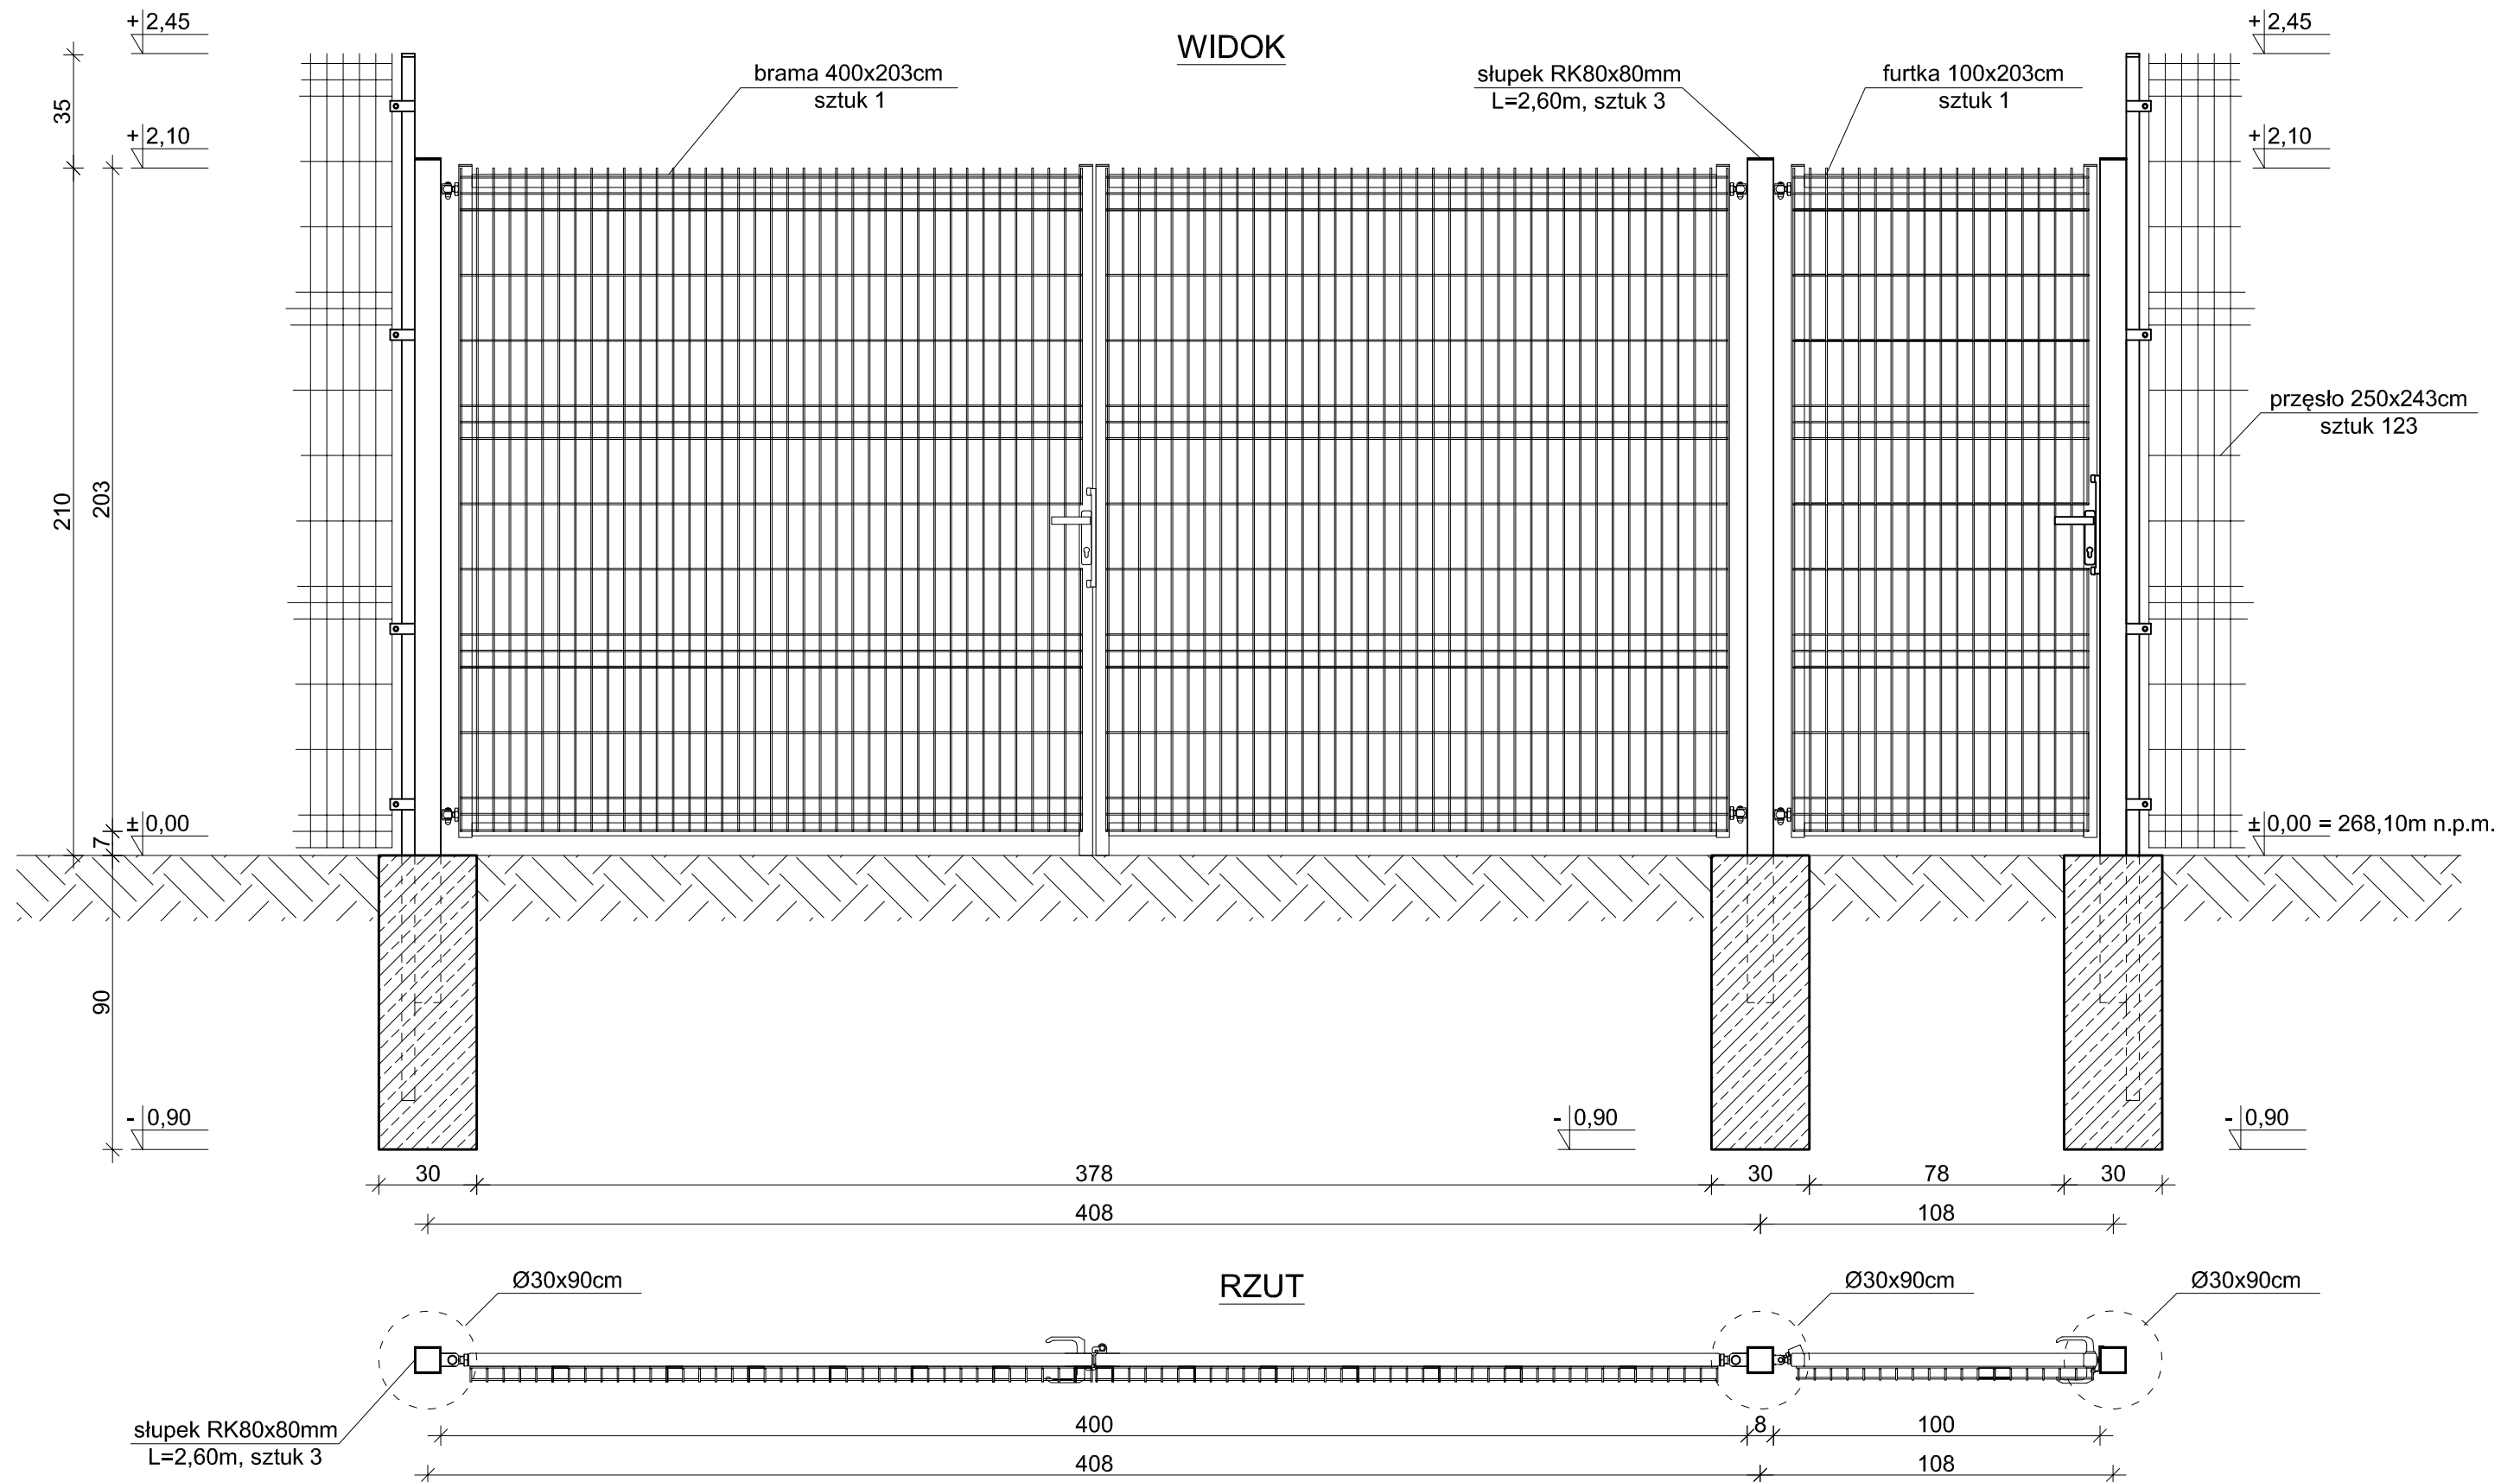 + 2,45
WIDOK
+ 2,45
brama 400x203cm
sztuk 1
słupek RK80x80mm
L=2,60m, sztuk 3
furtka 100x203cm
sztuk 1
35
+ 2,10
+ 2,10
przęsło 250x243cm
sztuk 123
210
203
± 0,00
± 0,00 = 268,10m n.p.m.
7
90
- 0,90
- 0,90
- 0,90
30
378
30
78
30
408
108
Ø30x90cm
RZUT
Ø30x90cm
Ø30x90cm
słupek RK80x80mm
L=2,60m, sztuk 3
400
8
100
408
108